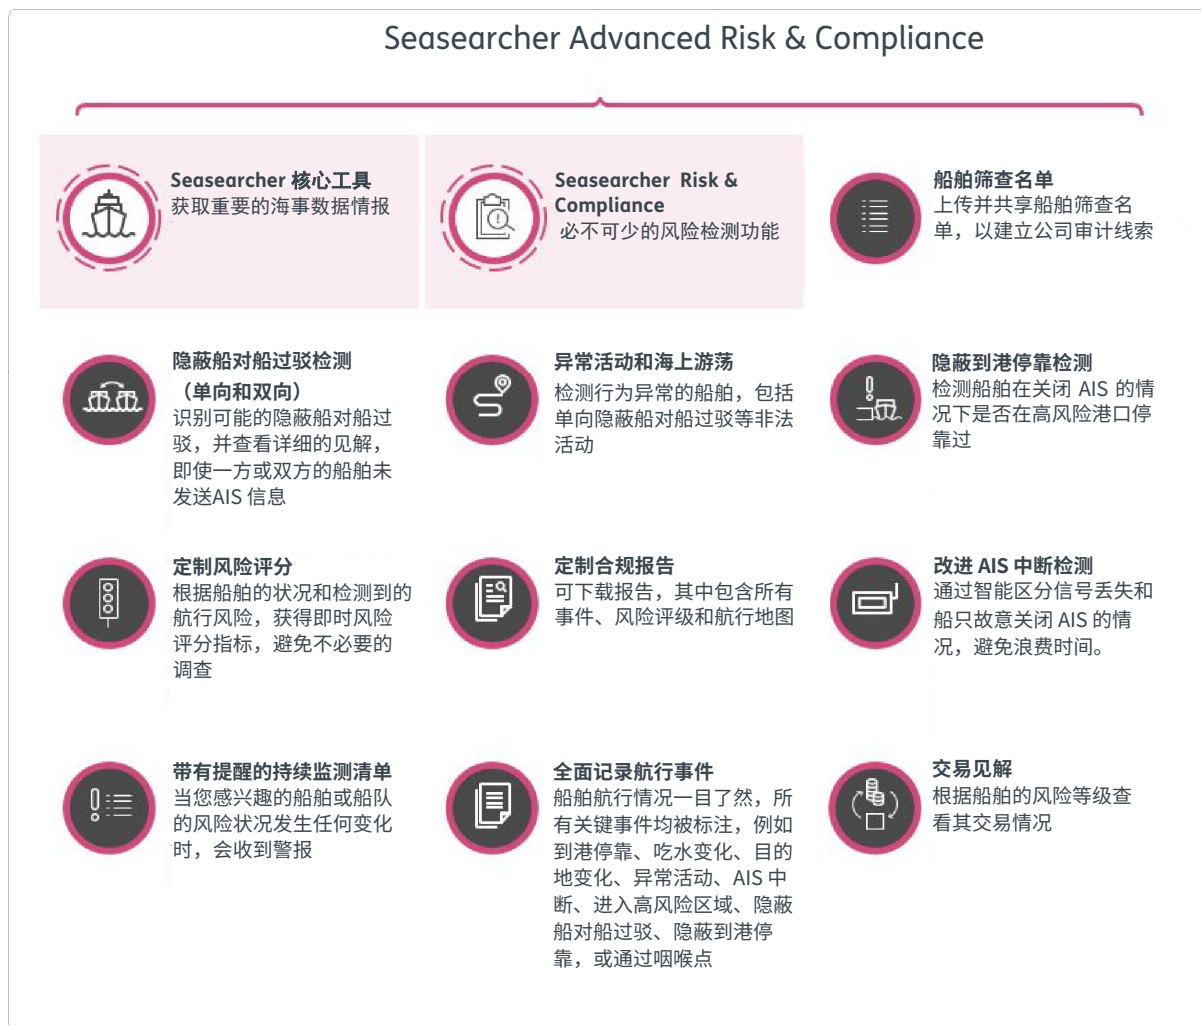 Seasearcher Advanced Risk & Compliance
Seasearcher 核心工具
获取重要的海事数据情报
Seasearcher Risk &
Compliance
必不可少的风险检测功能
船舶筛查名单
上传并共享船舶筛查名
单，以建立公司审计线索
隐蔽船对船过驳检测
（单向和双向）
识别可能的隐蔽船对船过
驳，并查看详细的见解，
即使一方或双方的船舶未
发送AIS 信息
异常活动和海上游荡
检测行为异常的船舶，包括
单向隐蔽船对船过驳等非法
活动
隐蔽到港停靠检测
检测船舶在关闭 AIS 的情
况下是否在高风险港口停
靠过
定制风险评分
根据船舶的状况和检测到的
航行风险，获得即时风险
评分指标，避免不必要的
调查
定制合规报告
可下载报告，其中包含所有
事件、风险评级和航行地图
改进 AIS 中断检测
通过智能区分信号丢失和
船只故意关闭 AIS 的情
况，避免浪费时间。
带有提醒的持续监测清单
当您感兴趣的船舶或船队
的风险状况发生任何变化
时，会收到警报
全面记录航行事件
船舶航行情况一目了然，所
有关键事件均被标注，例如
到港停靠、吃水变化、目的
地变化、异常活动、AIS 中
断、进入高风险区域、隐蔽
船对船过驳、隐蔽到港停
靠，或通过咽喉点
交易见解
根据船舶的风险等级查
看其交易情况